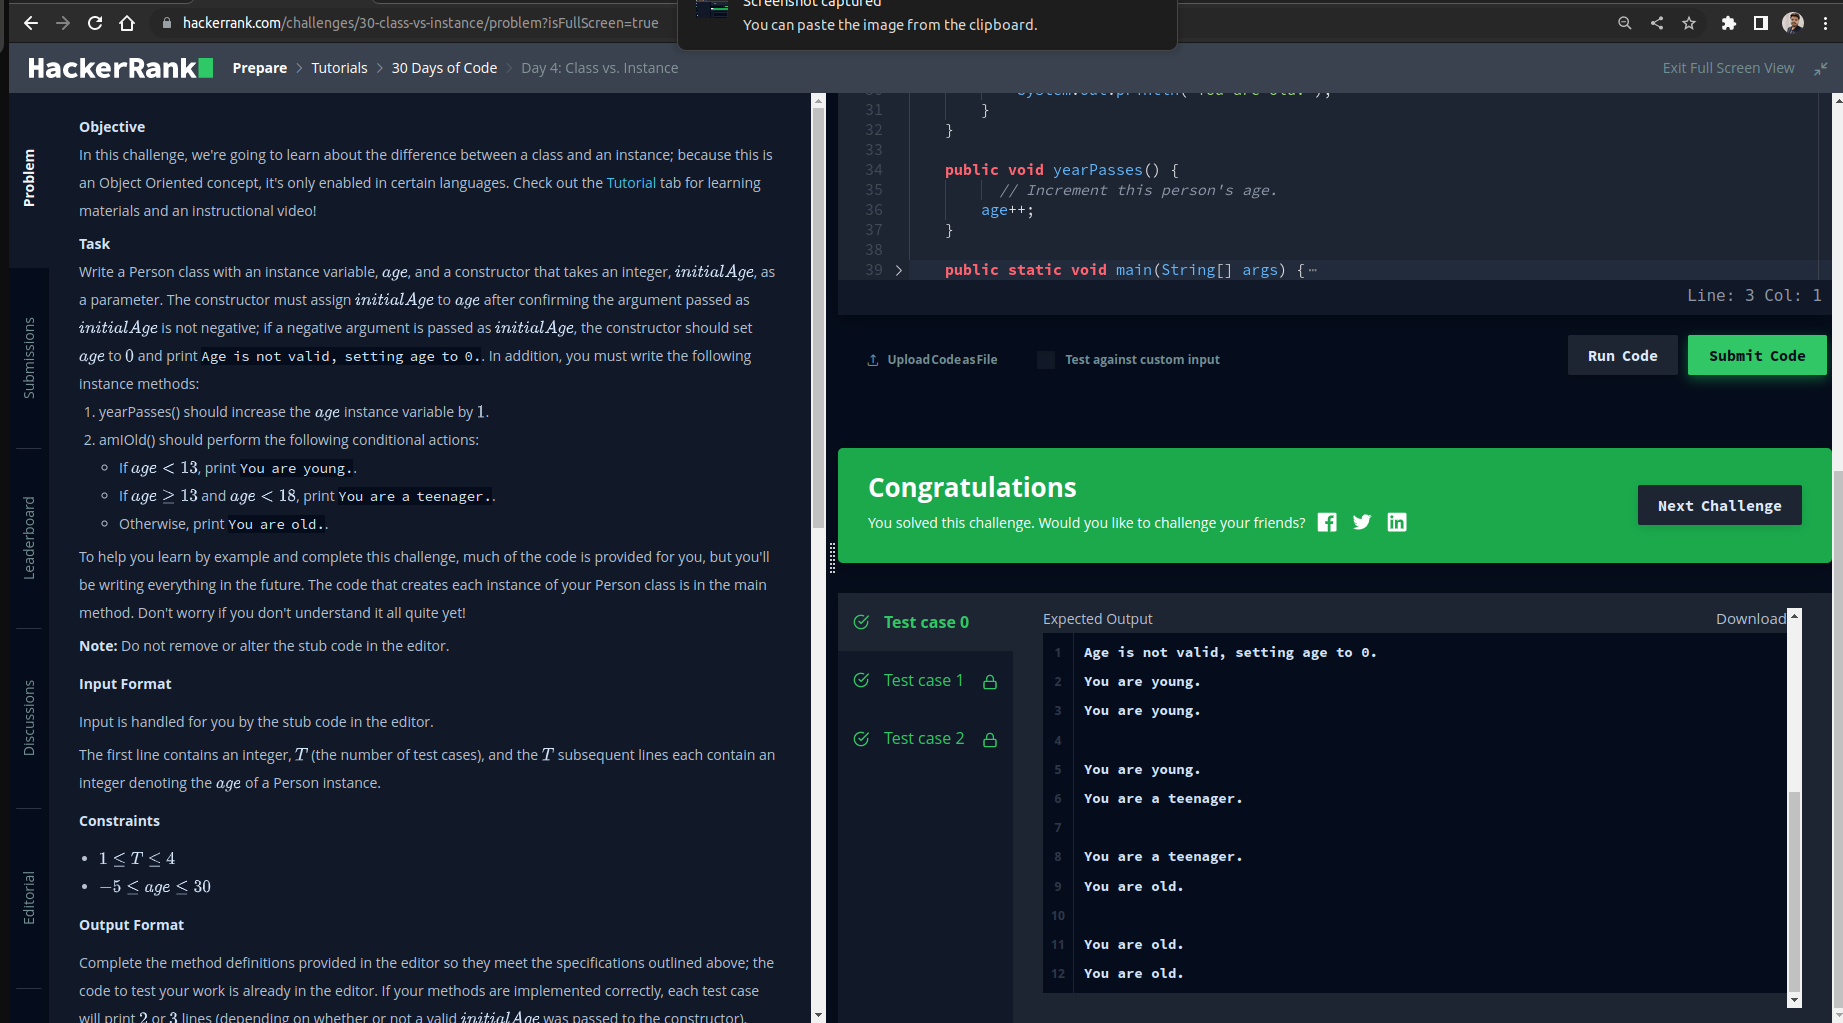 Screenshot captured
You can paste the image from the clipboard.
hackerrank.com/challenges/30-class-vs-instance/problem?isFullScreen=true
HackerRank
Prepare > Tutorials > 30 Days of Code > Day 4: Class vs. Instance
Exit Full Screen View
Problem
Submissions
Leaderboard
Discussions
Editorial
Objective
In this challenge, we're going to learn about the difference between a class and an instance; because this is
an Object Oriented concept, it's only enabled in certain languages. Check out the Tutorial tab for learning
materials and an instructional video!
Task
Write a Person class with an instance variable, age, and a constructor that takes an integer, initialAge, as
a parameter. The constructor must assign initialAge to age after confirming the argument passed as
initialAge is not negative; if a negative argument is passed as initialAge, the constructor should set
age to 0 and print Age is not valid, setting age to 0.. In addition, you must write the following
instance methods:
1. yearPasses() should increase the age instance variable by 1.
2. amIOld() should perform the following conditional actions:
If age < 13, print You are young..
If age ≥ 13 and age < 18, print You are a teenager..
Otherwise, print You are old..
To help you learn by example and complete this challenge, much of the code is provided for you, but you'll
be writing everything in the future. The code that creates each instance of your Person class is in the main
method. Don't worry if you don't understand it all quite yet!
Note: Do not remove or alter the stub code in the editor.
Input Format
Input is handled for you by the stub code in the editor.
The first line contains an integer, T (the number of test cases), and the T subsequent lines each contain an
integer denoting the age of a Person instance.
Constraints
• 1 ≤ T ≤ 4
• −5 ≤ age ≤ 30
Output Format
Complete the method definitions provided in the editor so they meet the specifications outlined above; the
code to test your work is already in the editor. If your methods are implemented correctly, each test case
will print 2 or 3 lines (depending on whether or not a valid initialAge was passed to the constructor).
30 System.out.println("You are old.");
31 }
32 }
33
34 public void yearPasses() {
35 // Increment this person's age.
36 age++;
37 }
38
39 > public static void main(String[] args) {⋯
Line: 3 Col: 1
Upload Code as File
Test against custom input
Run Code
Submit Code
Congratulations
You solved this challenge. Would you like to challenge your friends?
Next Challenge
Test case 0
Test case 1
Test case 2
Expected Output
Download
1 Age is not valid, setting age to 0.
2 You are young.
3 You are young.
4
5 You are young.
6 You are a teenager.
7
8 You are a teenager.
9 You are old.
10
11 You are old.
12 You are old.